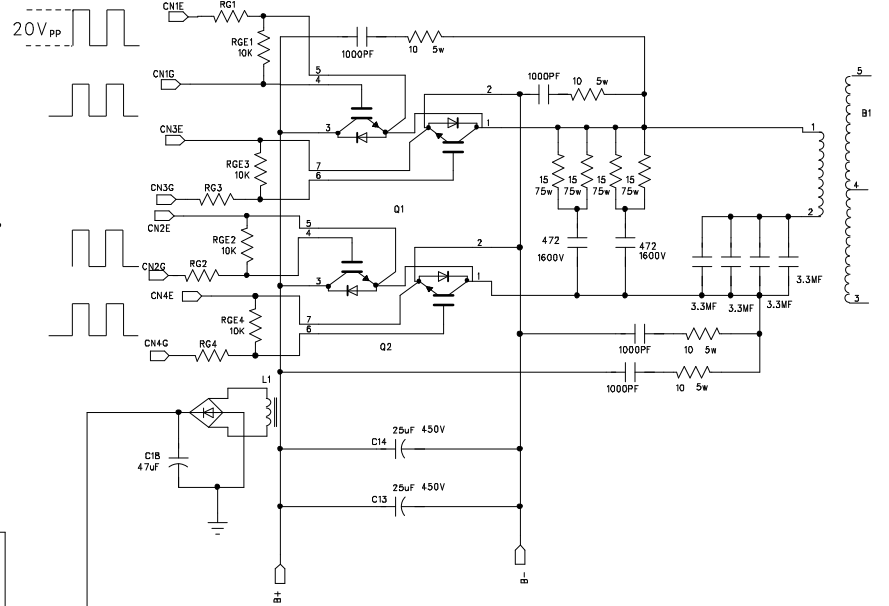 CN1E
RG1
20VPP
RGE1
10K
CN1G
1000PF
10 5w
5
4
3
2
1000PF
10 5w
1
CN3E
RGE3
10K
7
6
CN3G
RG3
Q1
CN2E
RGE2
10K
5
4
CN2G
RG2
3
2
1
CN4E
RGE4
10K
7
6
CN4G
RG4
Q2
15
75w
15
75w
15
75w
15
75w
472
1600V
472
1600V
1
2
5
B1
4
3
3.3MF
3.3MF
3.3MF
3.3MF
1000PF
10 5w
1000PF
10 5w
L1
C18
47uF
25uF 450V
C14
25uF 450V
C13
B+
B-